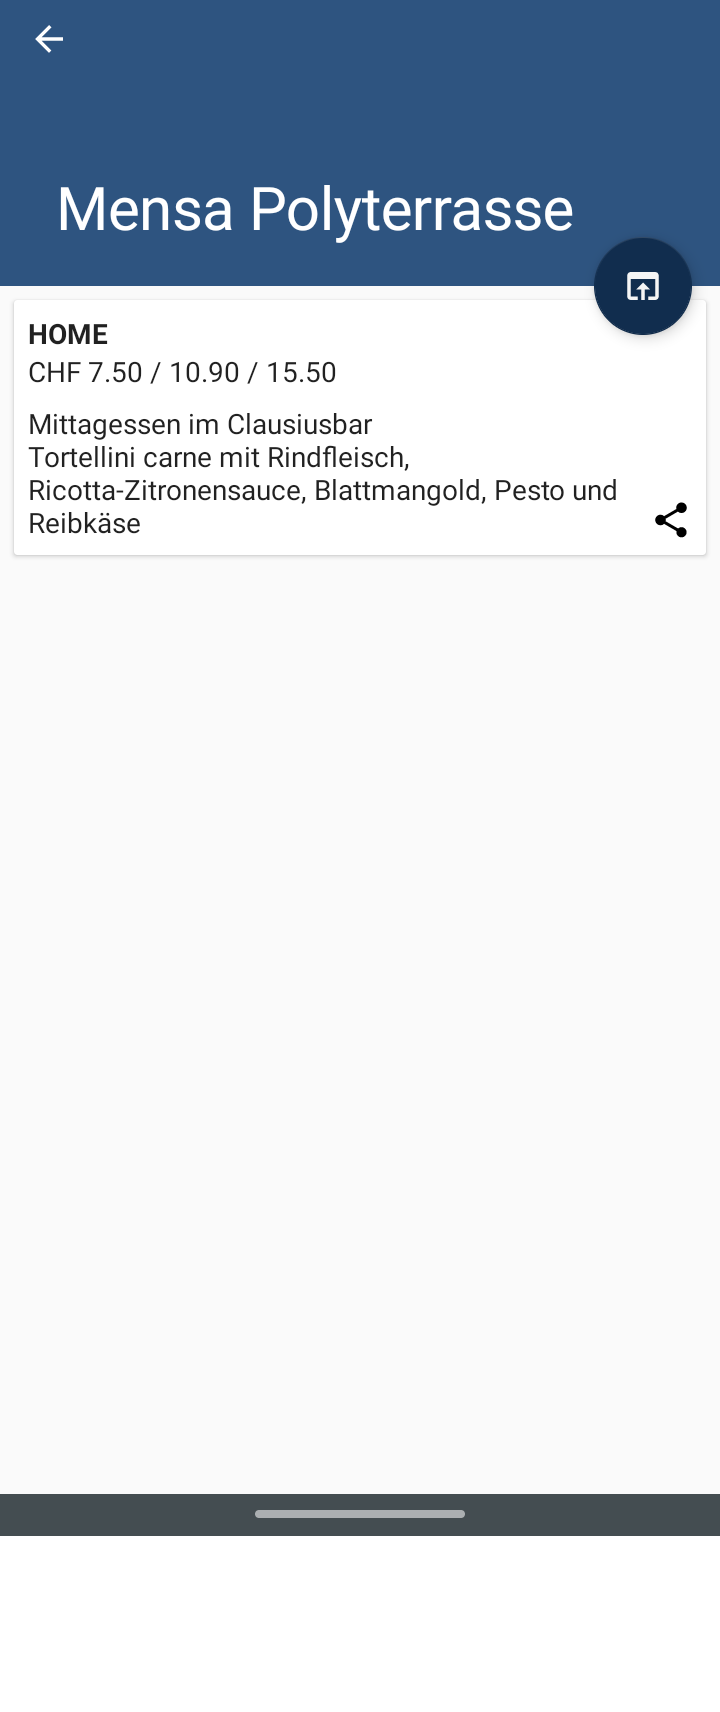 Mensa Polyterrasse
HOME
CHF 7.50 / 10.90 / 15.50
Mittagessen im Clausiusbar
Tortellini carne mit Rindfleisch,
Ricotta-Zitronensauce, Blattmangold, Pesto und
Reibkäse